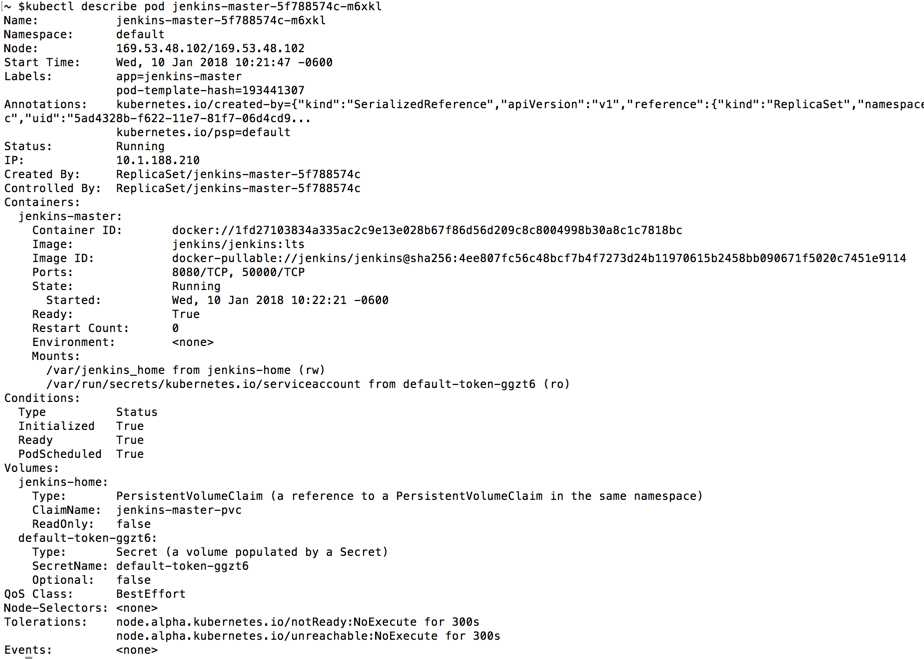 ~ $kubectl describe pod jenkins-master-5f788574c-m6xkl
Name:           jenkins-master-5f788574c-m6xkl
Namespace:      default
Node:           169.53.48.102/169.53.48.102
Start Time:     Wed, 10 Jan 2018 10:21:47 -0600
Labels:         app=jenkins-master
                pod-template-hash=193441307
Annotations:    kubernetes.io/created-by={"kind":"SerializedReference","apiVersion":"v1","reference":{"kind":"ReplicaSet","namespace
c","uid":"5ad4328b-f622-11e7-81f7-06d4cd9...
                kubernetes.io/psp=default
Status:         Running
IP:             10.1.188.210
Created By:     ReplicaSet/jenkins-master-5f788574c
Controlled By:  ReplicaSet/jenkins-master-5f788574c
Containers:
  jenkins-master:
    Container ID:       docker://1fd27103834a335ac2c9e13e028b67f86d56d209c8c8004998b30a8c1c7818bc
    Image:              jenkins/jenkins:lts
    Image ID:           docker-pullable://jenkins/jenkins@sha256:4ee807fc56c48bcf7b4f7273d24b11970615b2458bb090671f5020c7451e9114
    Ports:              8080/TCP, 50000/TCP
    State:              Running
      Started:          Wed, 10 Jan 2018 10:22:21 -0600
    Ready:              True
    Restart Count:      0
    Environment:        <none>
    Mounts:
      /var/jenkins_home from jenkins-home (rw)
      /var/run/secrets/kubernetes.io/serviceaccount from default-token-ggzt6 (ro)
Conditions:
  Type          Status
  Initialized   True
  Ready         True
  PodScheduled  True
Volumes:
  jenkins-home:
    Type:       PersistentVolumeClaim (a reference to a PersistentVolumeClaim in the same namespace)
    ClaimName:  jenkins-master-pvc
    ReadOnly:   false
  default-token-ggzt6:
    Type:       Secret (a volume populated by a Secret)
    SecretName: default-token-ggzt6
    Optional:   false
QoS Class:      BestEffort
Node-Selectors: <none>
Tolerations:    node.alpha.kubernetes.io/notReady:NoExecute for 300s
                node.alpha.kubernetes.io/unreachable:NoExecute for 300s
Events:         <none>